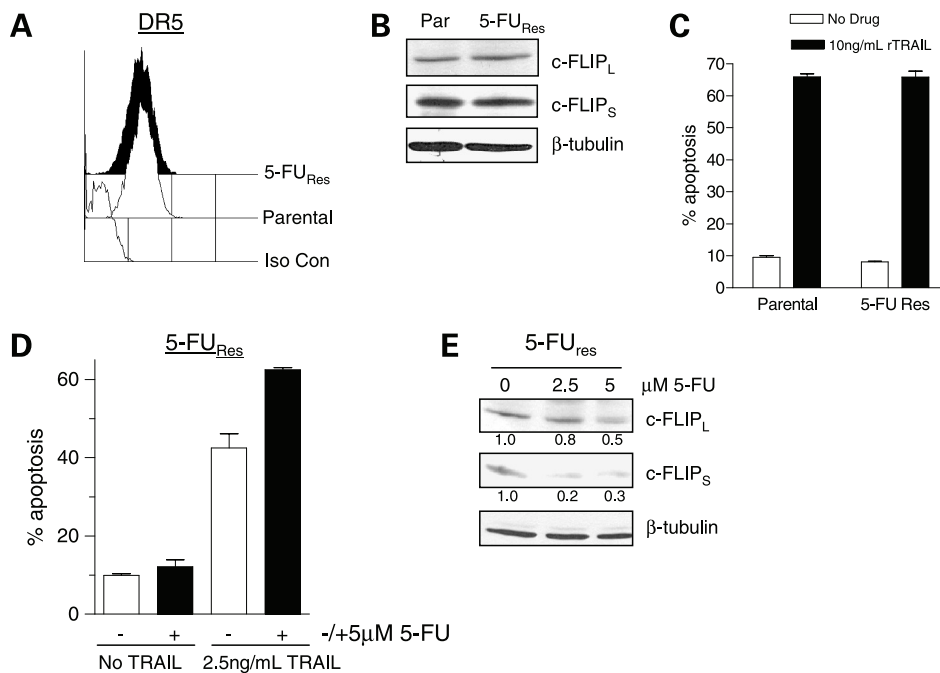 A
DR5
5-FURes
Parental
Iso Con
B
Par 5-FURes
c-FLIPL
c-FLIPS
β-tubulin
C
No Drug
10ng/mL rTRAIL
% apoptosis
70
60
50
40
30
20
10
0
Parental 5-FU Res
D
5-FURes
% apoptosis
60
40
20
0
- + - + -/+5μM 5-FU
No TRAIL 2.5ng/mL TRAIL
E
5-FUres
0 2.5 5 μM 5-FU
c-FLIPL
1.0 0.8 0.5
c-FLIPS
1.0 0.2 0.3
β-tubulin